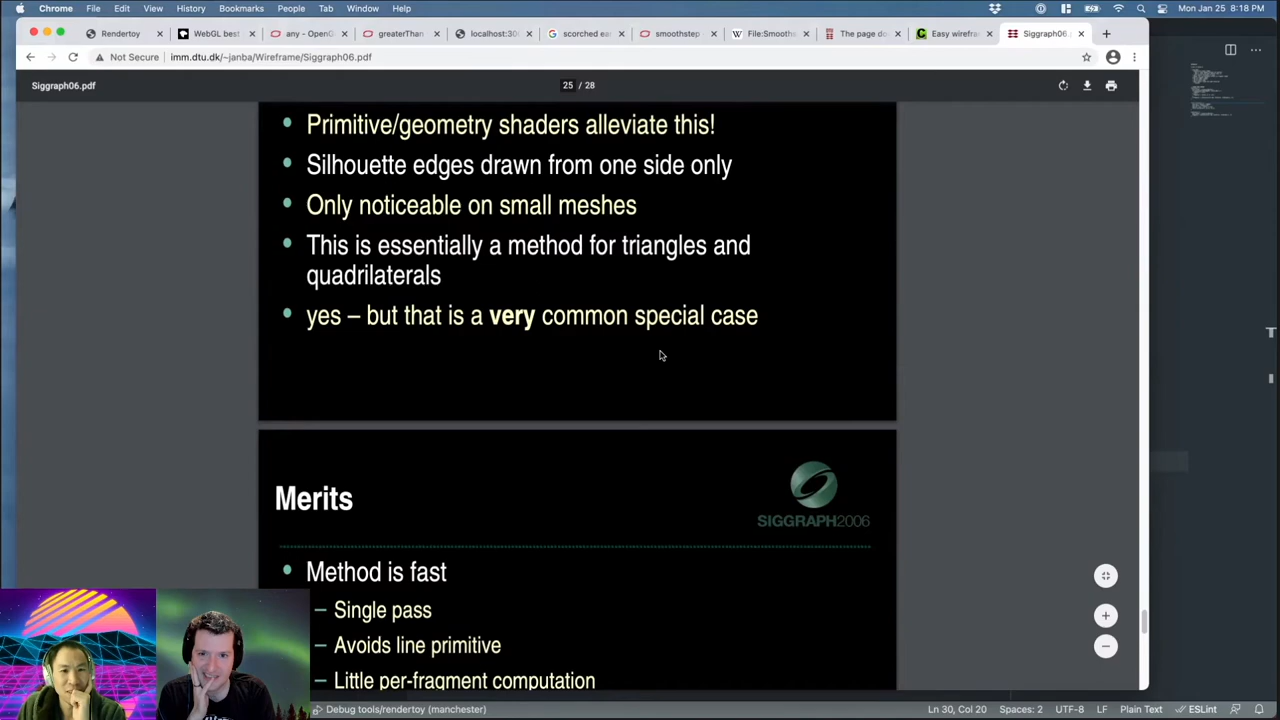 Chrome File Edit View History Bookmarks People Tab Window Help Mon Jan 25 8:18 PM
Rendertoy WebGL best any - OpenG greaterThan localhost:300 scorched ea smoothstep File:Smooths The page do Easy wirefra Siggraph06.
Not Secure imm.dtu.dk/~janba/Wireframe/Siggraph06.pdf
Siggraph06.pdf 25 / 28
Primitive/geometry shaders alleviate this!
Silhouette edges drawn from one side only
Only noticeable on small meshes
This is essentially a method for triangles and
quadrilaterals
yes – but that is a very common special case
SIGGRAPH2006
Merits
Method is fast
– Single pass
– Avoids line primitive
– Little per-fragment computation
Debug tools/rendertoy (manchester) Ln 30, Col 20 Spaces: 2 UTF-8 LF Plain Text ESLint